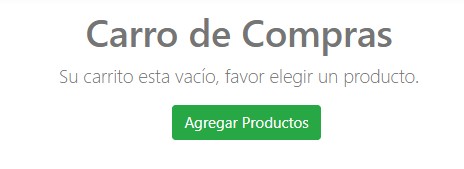 Carro de Compras
Su carrito esta vacío, favor elegir un producto.
Agregar Productos